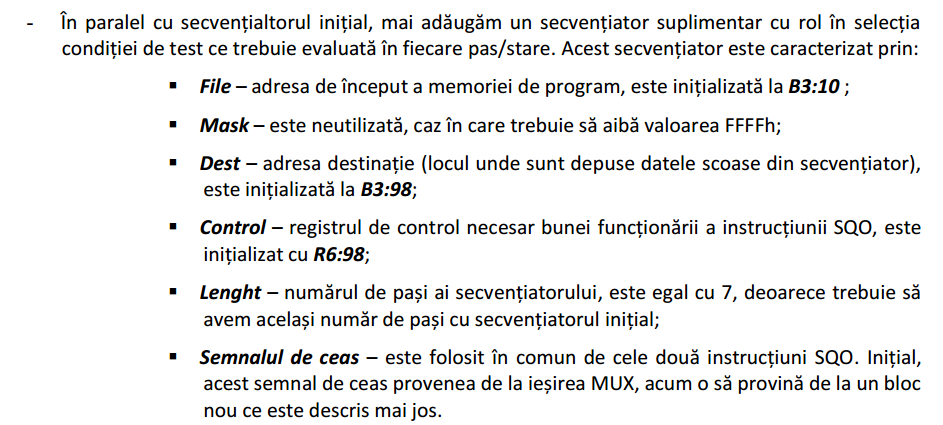 - În paralel cu secvențialtorul inițial, mai adăugăm un secvențiator suplimentar cu rol în selecția
condiției de test ce trebuie evaluată în fiecare pas/stare. Acest secvențiator este caracterizat prin:
▪ File – adresa de început a memoriei de program, este inițializată la B3:10 ;
▪ Mask – este neutilizată, caz în care trebuie să aibă valoarea FFFFh;
▪ Dest – adresa destinație (locul unde sunt depuse datele scoase din secvențiator),
este inițializată la B3:98;
▪ Control – registrul de control necesar bunei funcționării a instrucțiunii SQO, este
inițializat cu R6:98;
▪ Lenght – numărul de pași ai secvențiatorului, este egal cu 7, deoarece trebuie să
avem același număr de pași cu secvențiatorul inițial;
▪ Semnalul de ceas – este folosit în comun de cele două instrucțiuni SQO. Inițial,
acest semnal de ceas provenea de la ieșirea MUX, acum o să provină de la un bloc
nou ce este descris mai jos.